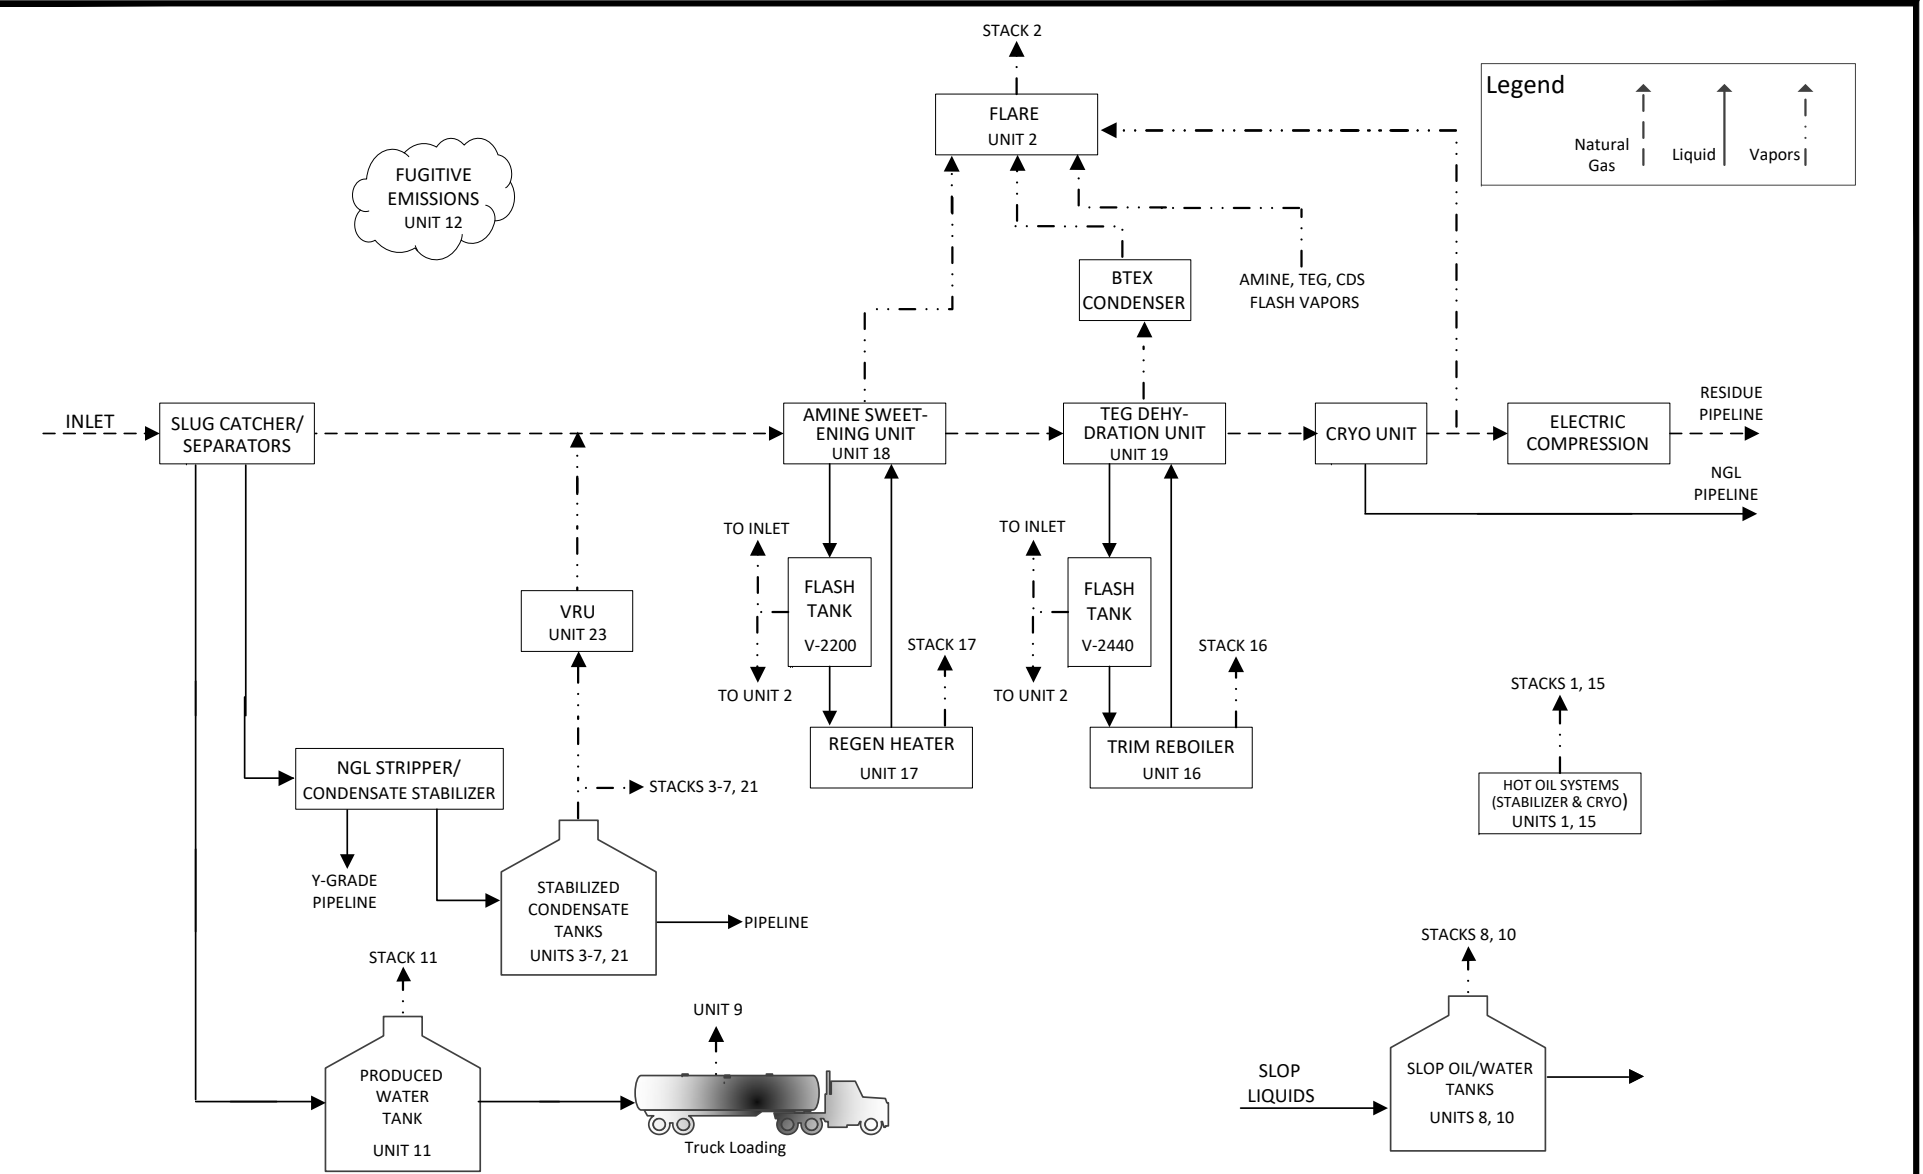 STACK 2
FLARE
UNIT 2
Legend
Natural
Gas
Liquid
Vapors
FUGITIVE
EMISSIONS
UNIT 12
BTEX
CONDENSER
AMINE, TEG, CDS
FLASH VAPORS
INLET
SLUG CATCHER/
SEPARATORS
AMINE SWEET-
ENING UNIT
UNIT 18
TEG DEHY-
DRATION UNIT
UNIT 19
CRYO UNIT
ELECTRIC
COMPRESSION
RESIDUE
PIPELINE
NGL
PIPELINE
TO INLET
FLASH
TANK
V-2200
TO UNIT 2
TO INLET
FLASH
TANK
V-2440
TO UNIT 2
VRU
UNIT 23
STACK 17
REGEN HEATER
UNIT 17
STACK 16
TRIM REBOILER
UNIT 16
STACKS 1, 15
HOT OIL SYSTEMS
(STABILIZER & CRYO)
UNITS 1, 15
NGL STRIPPER/
CONDENSATE STABILIZER
STACKS 3-7, 21
Y-GRADE
PIPELINE
STABILIZED
CONDENSATE
TANKS
UNITS 3-7, 21
PIPELINE
STACK 11
PRODUCED
WATER
TANK
UNIT 11
UNIT 9
Truck Loading
STACKS 8, 10
SLOP
LIQUIDS
SLOP OIL/WATER
TANKS
UNITS 8, 10